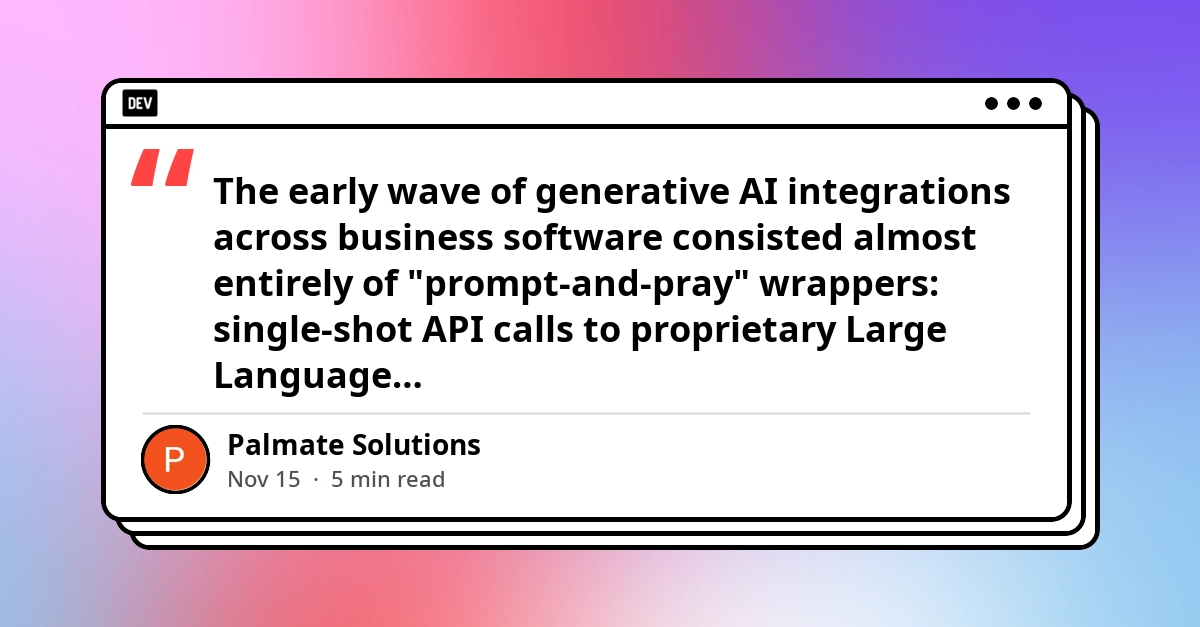 DEV
The early wave of generative AI integrations
across business software consisted almost
entirely of "prompt-and-pray" wrappers:
single-shot API calls to proprietary Large
Language...
P
Palmate Solutions
Nov 15 · 5 min read